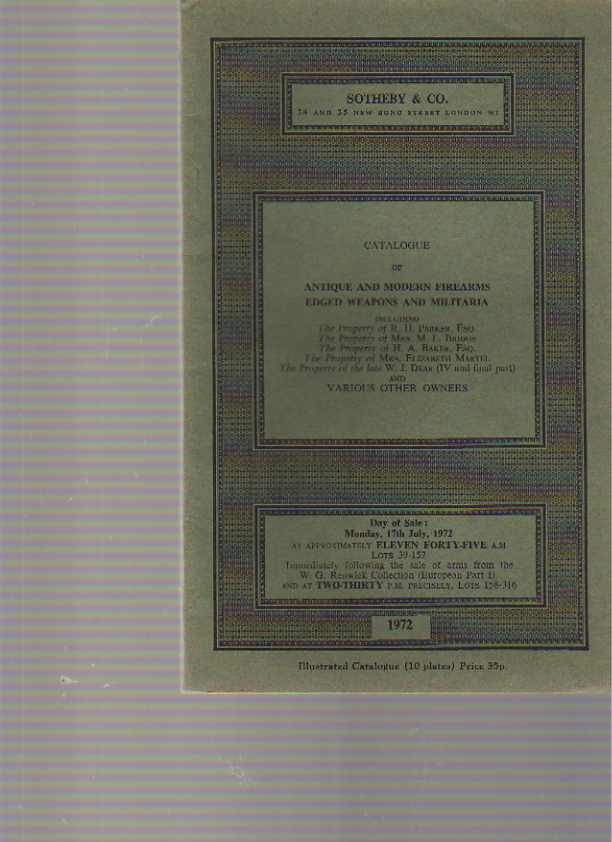 SOTHEBY & CO.
34 AND 35 NEW BOND STREET LONDON W1
CATALOGUE
OF
ANTIQUE AND MODERN FIREARMS
EDGED WEAPONS AND MILITARIA
INCLUDING
The Property of R. H. PARKER, ESQ.
The Property of MRS. M. L.
The Property of H. A. BAKER, ESQ.
The Property of MRS. ELIZABETH MARTEL
The Property of the late W. J. DEAR (IV and final part)
AND
VARIOUS OTHER OWNERS
Day of Sale:
Monday, 17th July, 1972
AT APPROXIMATELY ELEVEN FORTY-FIVE A.M.
LOTS 39-157
Immediately following the sale of arms from the
W. G. Renwick Collection (European Part I)
AND AT TWO-THIRTY P.M. PRECISELY, LOTS 158-316
1972
Illustrated Catalogue (10 plates) Price 35p.